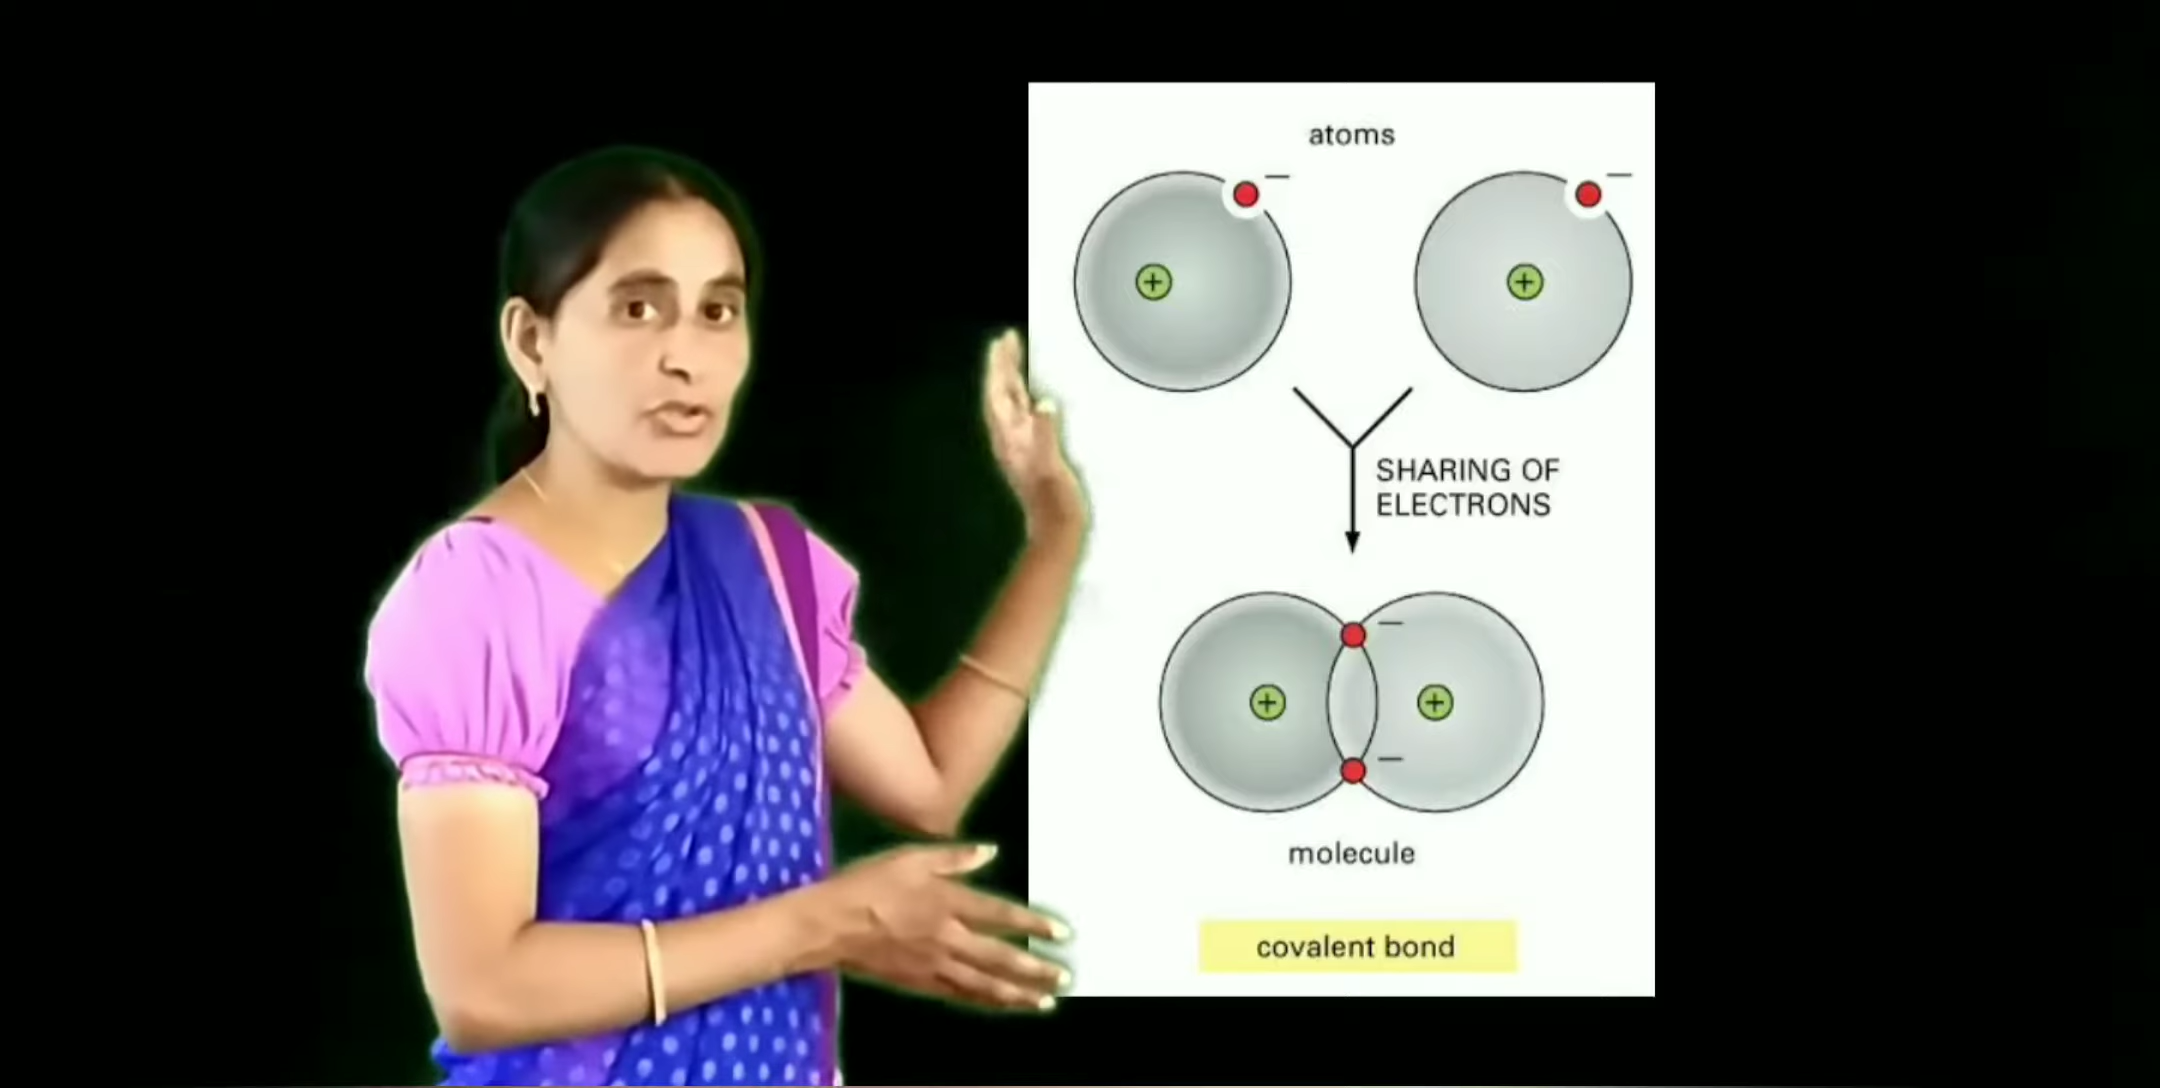 atoms
−
−
+
+
SHARING OF
ELECTRONS
−
+
+
−
molecule
covalent bond